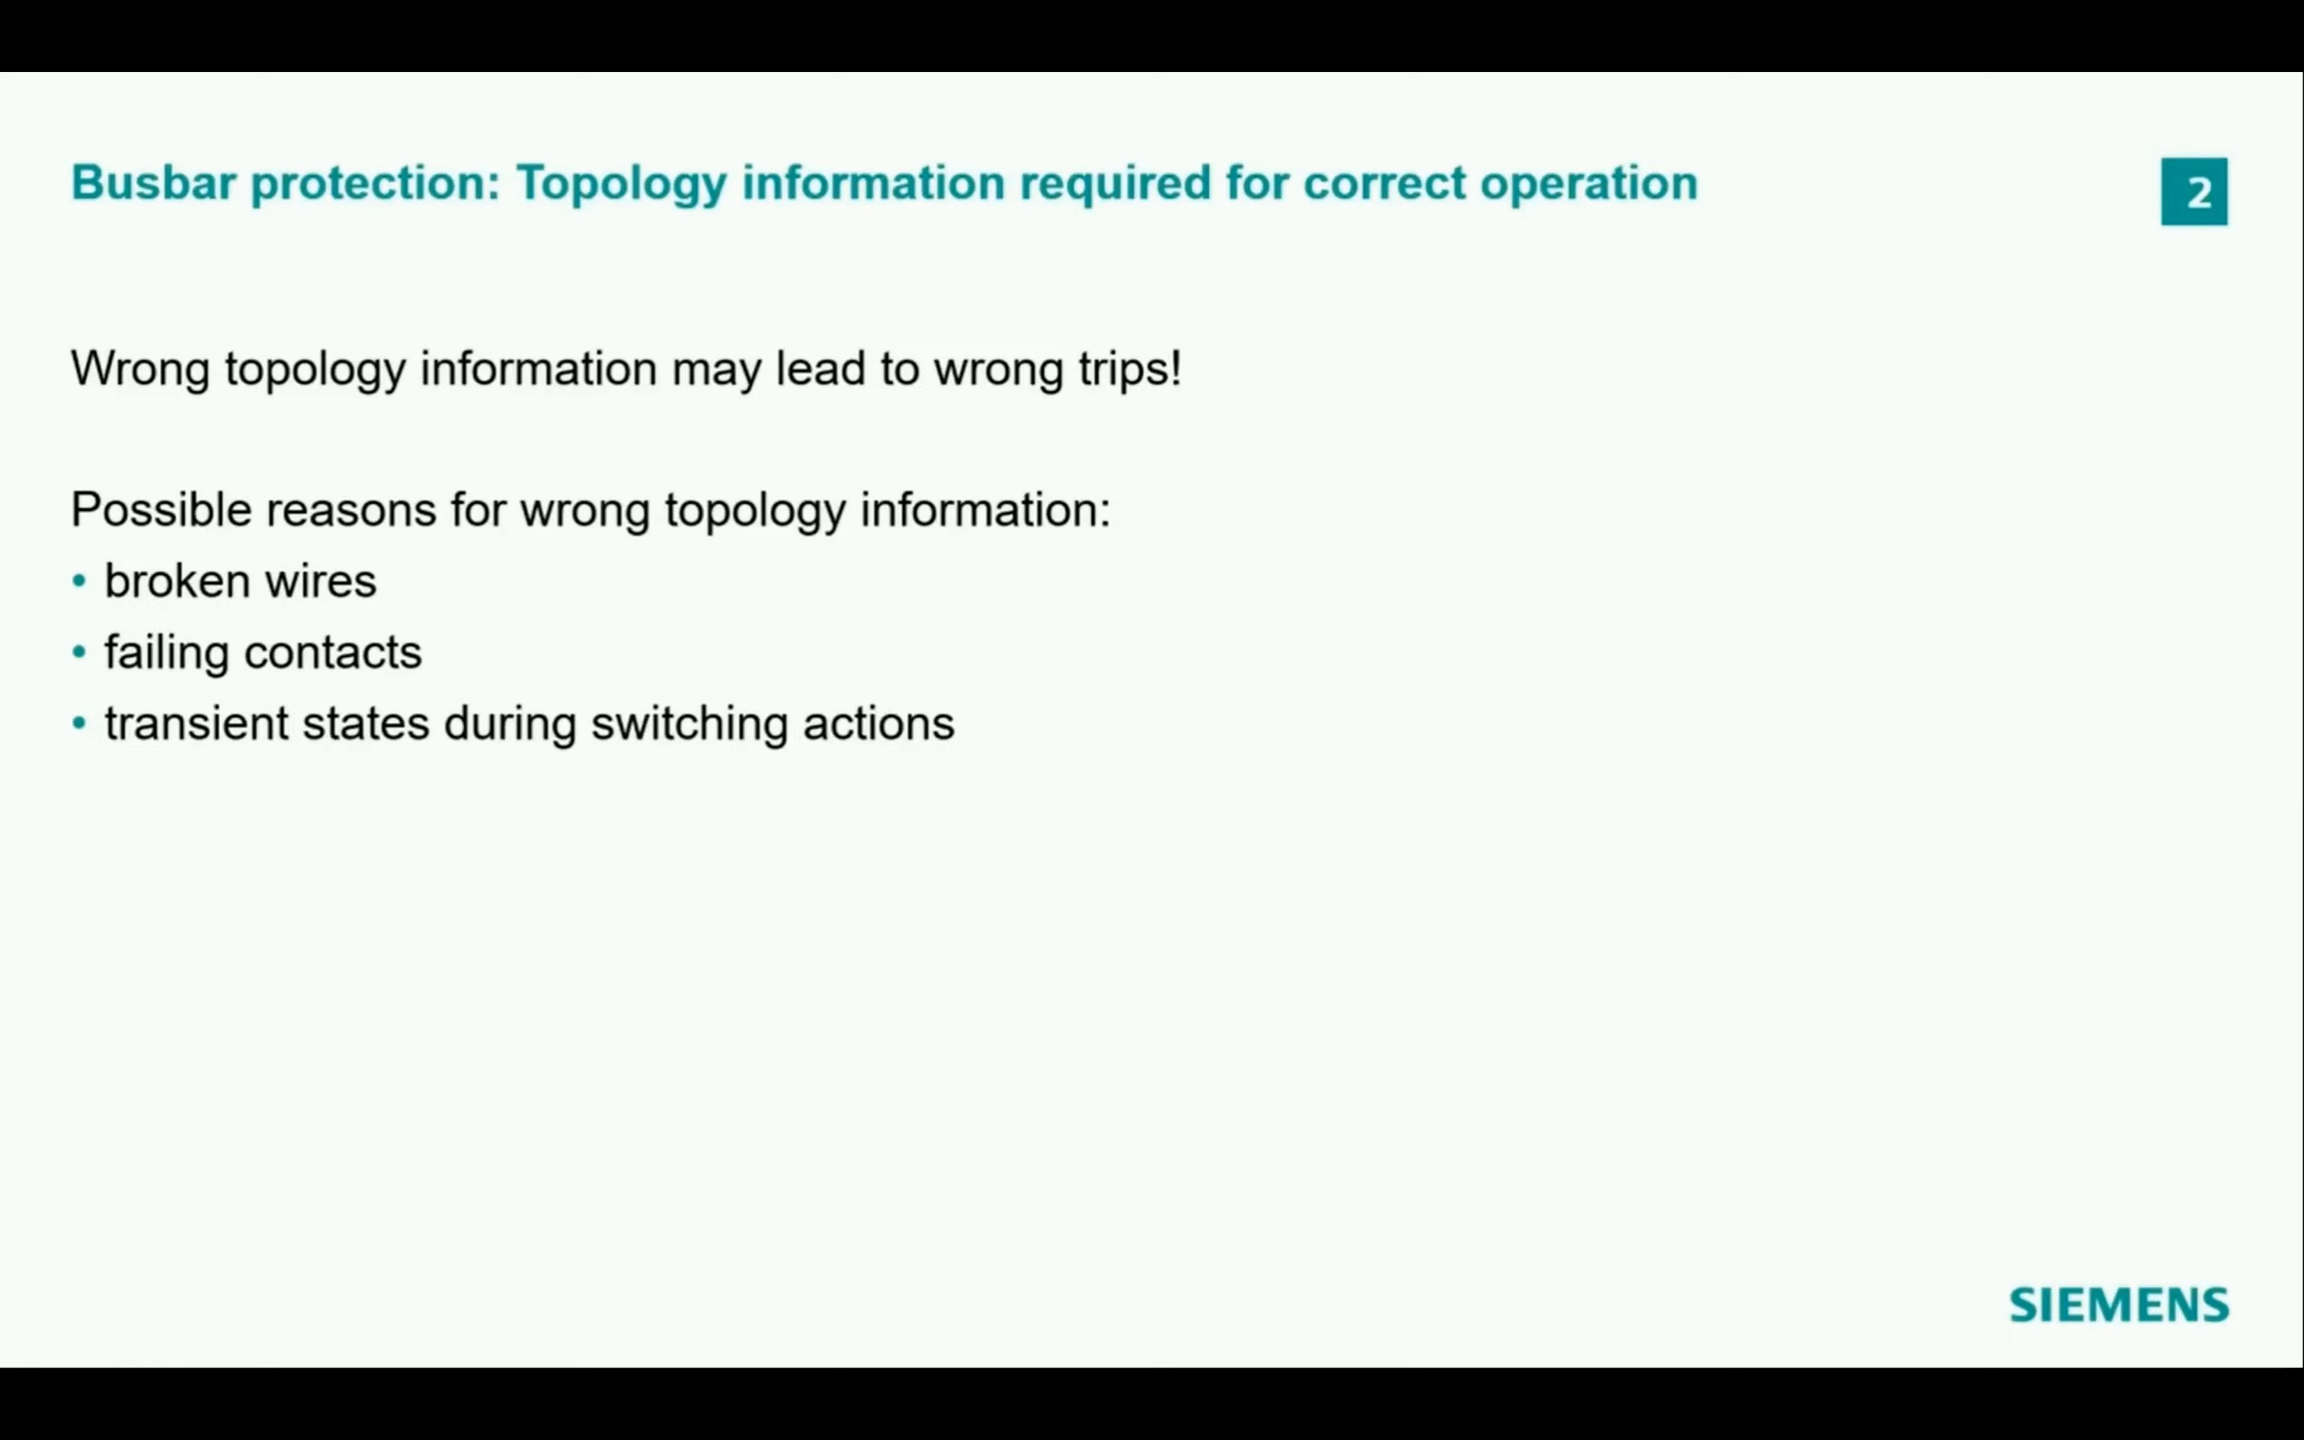 Busbar protection: Topology information required for correct operation
2
Wrong topology information may lead to wrong trips!
Possible reasons for wrong topology information:
• broken wires
• failing contacts
• transient states during switching actions
SIEMENS